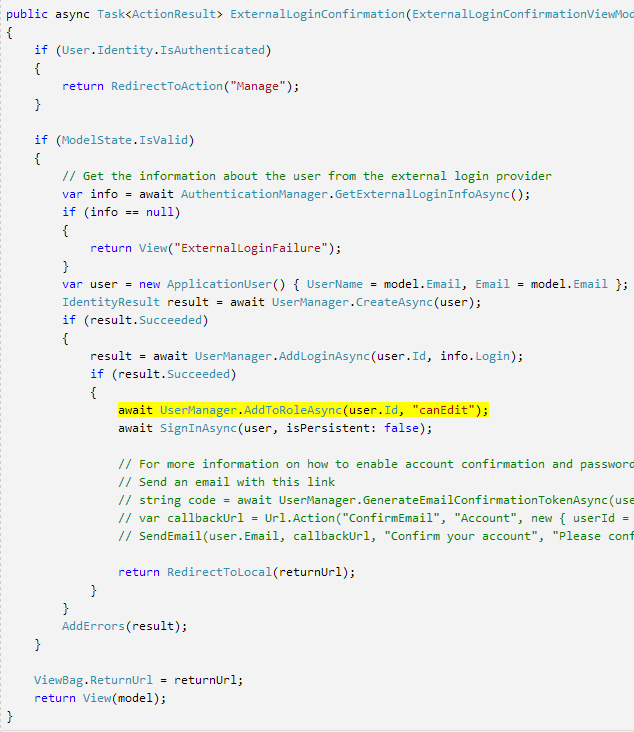 public async Task<ActionResult> ExternalLoginConfirmation(ExternalLoginConfirmationViewMod
{
    if (User.Identity.IsAuthenticated)
    {
        return RedirectToAction("Manage");
    }

    if (ModelState.IsValid)
    {
        // Get the information about the user from the external login provider
        var info = await AuthenticationManager.GetExternalLoginInfoAsync();
        if (info == null)
        {
            return View("ExternalLoginFailure");
        }
        var user = new ApplicationUser() { UserName = model.Email, Email = model.Email };
        IdentityResult result = await UserManager.CreateAsync(user);
        if (result.Succeeded)
        {
            result = await UserManager.AddLoginAsync(user.Id, info.Login);
            if (result.Succeeded)
            {
                await UserManager.AddToRoleAsync(user.Id, "canEdit");
                await SignInAsync(user, isPersistent: false);

                // For more information on how to enable account confirmation and password
                // Send an email with this link
                // string code = await UserManager.GenerateEmailConfirmationTokenAsync(use
                // var callbackUrl = Url.Action("ConfirmEmail", "Account", new { userId =
                // SendEmail(user.Email, callbackUrl, "Confirm your account", "Please conf

                return RedirectToLocal(returnUrl);
            }
        }
        AddErrors(result);
    }

    ViewBag.ReturnUrl = returnUrl;
    return View(model);
}